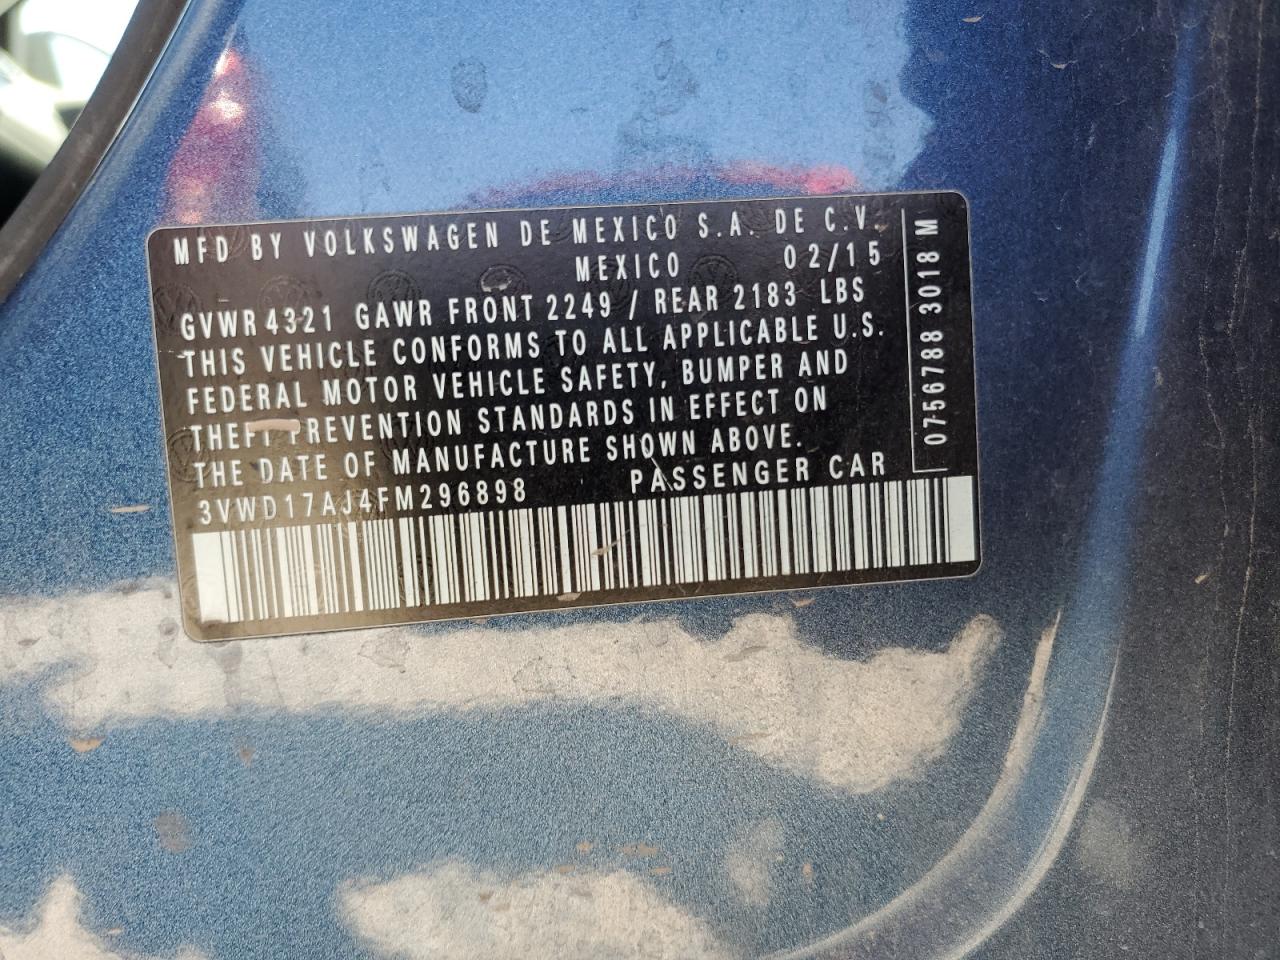 MFD BY VOLKSWAGEN DE MEXICO S.A. DE C.V.
MEXICO 02/15
GVWR 4321 GAWR FRONT 2249 / REAR 2183 LBS
THIS VEHICLE CONFORMS TO ALL APPLICABLE U.S.
FEDERAL MOTOR VEHICLE SAFETY, BUMPER AND
THEFT PREVENTION STANDARDS IN EFFECT ON
THE DATE OF MANUFACTURE SHOWN ABOVE.
3VWD17AJ4FM296898 PASSENGER CAR
0756788 3018 M